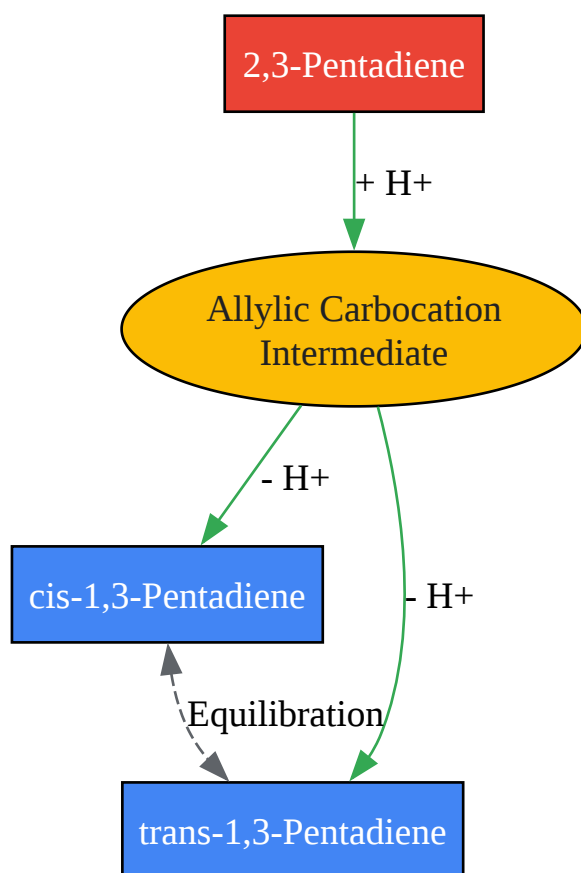 2,3-Pentadiene
+ H+
Allylic Carbocation
Intermediate
- H+
cis-1,3-Pentadiene
- H+
Equilibration
trans-1,3-Pentadiene